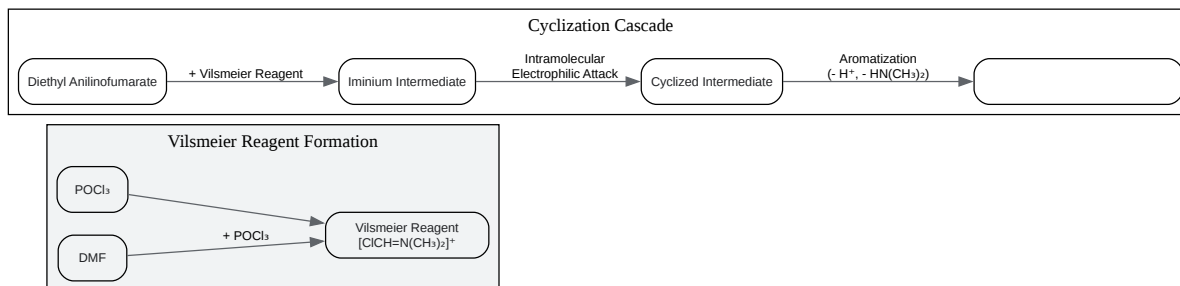 Cyclization Cascade
Diethyl Anilinofumarate
+ Vilsmeier Reagent
Iminium Intermediate
Intramolecular
Electrophilic Attack
Cyclized Intermediate
Aromatization
(- H⁺, - HN(CH₃)₂)
Vilsmeier Reagent Formation
POCl₃
DMF
+ POCl₃
Vilsmeier Reagent
[ClCH=N(CH₃)₂]⁺